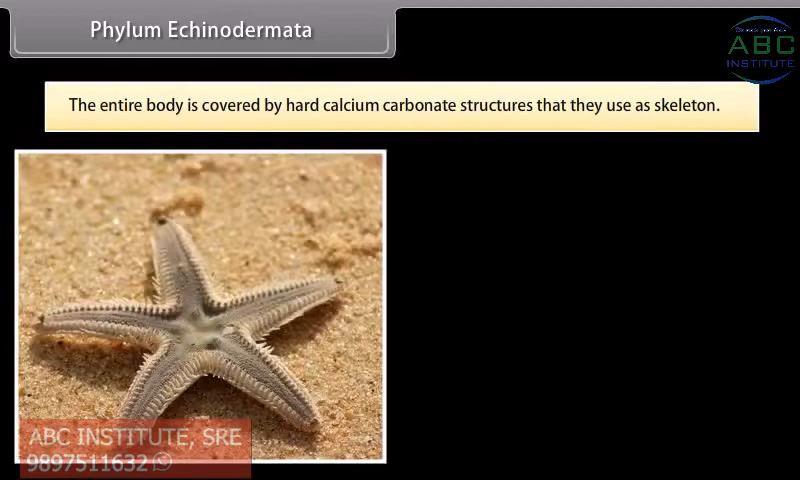 Phylum Echinodermata
ABC
INSTITUTE
The entire body is covered by hard calcium carbonate structures that they use as skeleton.
ABC INSTITUTE, SRE
9897511632